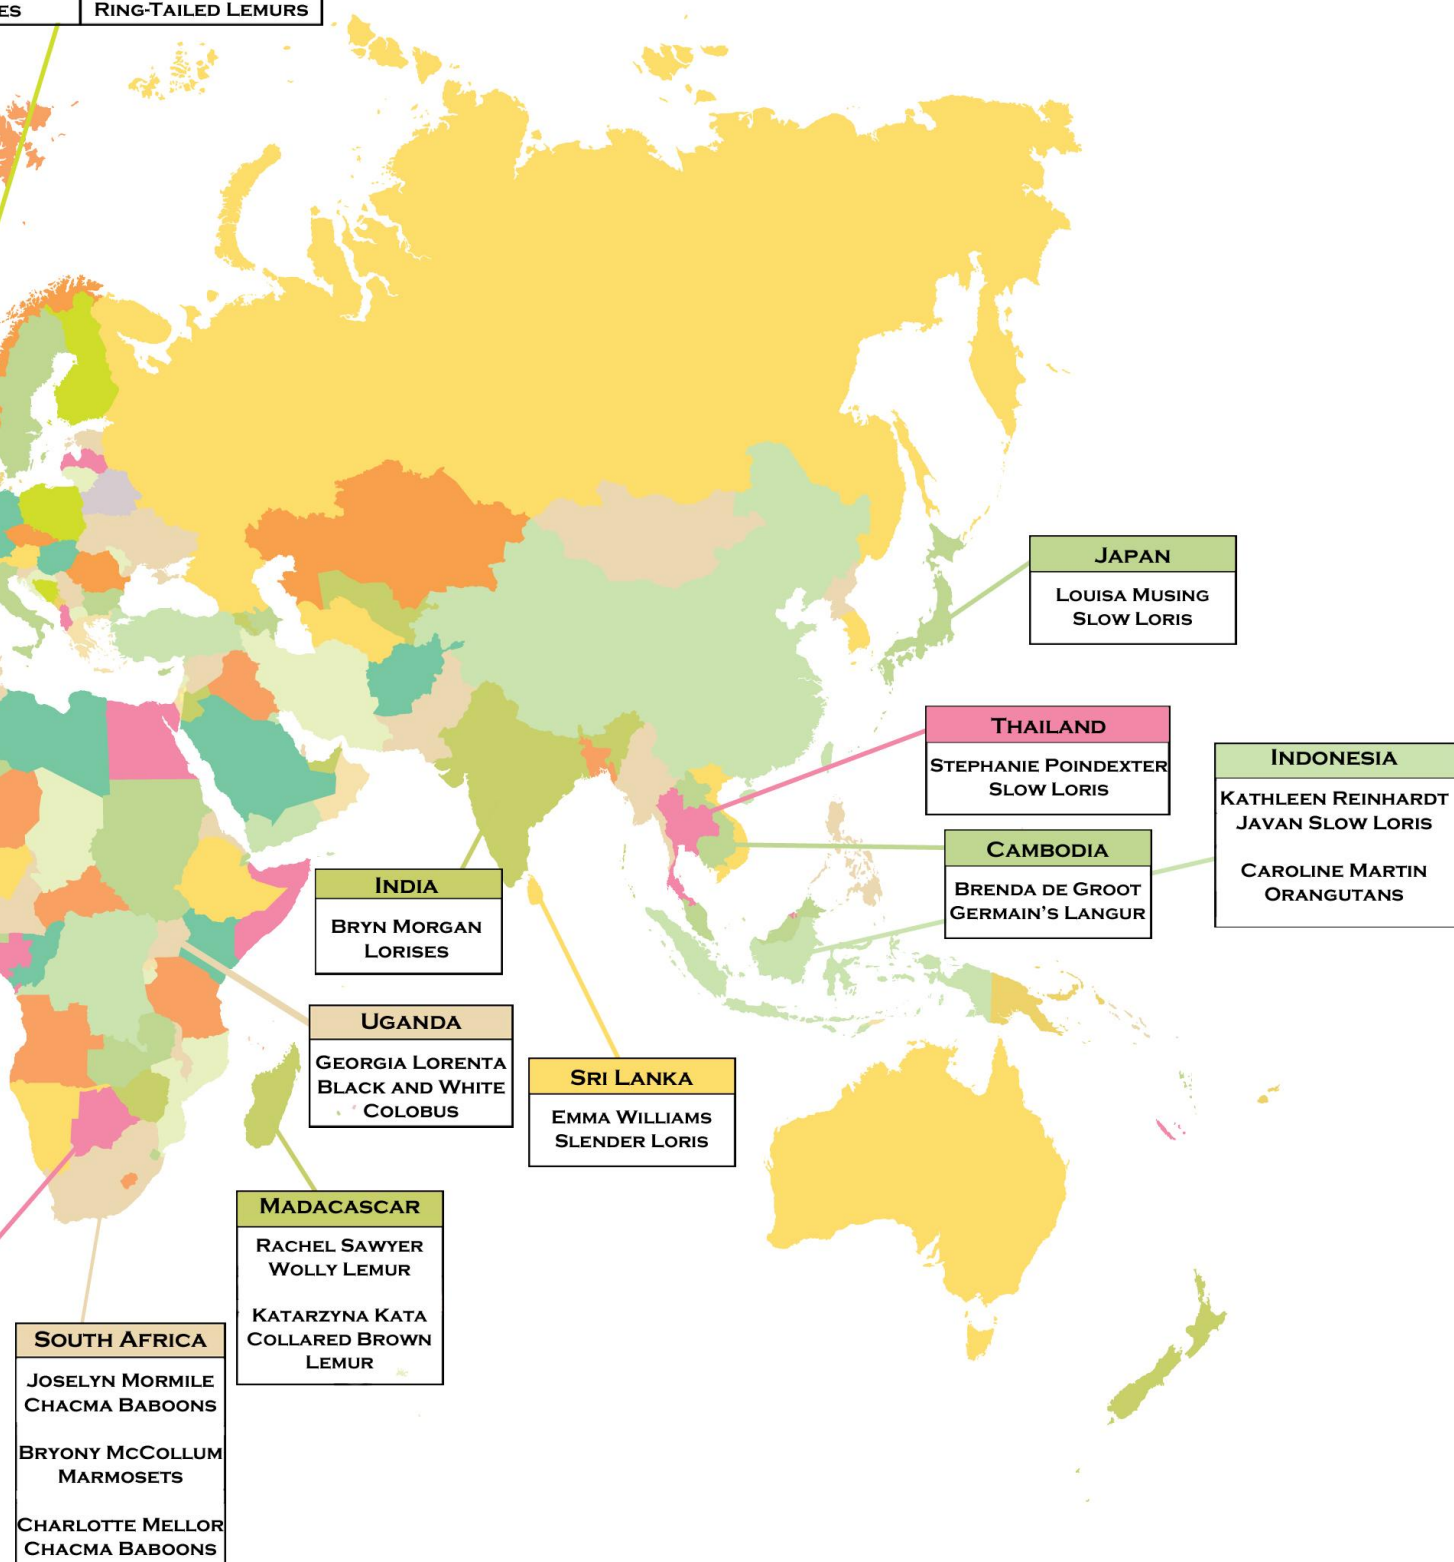 ES
RING-TAILED LEMURS
JAPAN
LOUISA MUSING
SLOW LORIS
THAILAND
STEPHANIE POINDEXTER
SLOW LORIS
INDONESIA
KATHLEEN REINHARDT
JAVAN SLOW LORIS
CAROLINE MARTIN
ORANGUTANS
CAMBODIA
BRENDA DE GROOT
GERMAIN'S LANGUR
INDIA
BRYN MORGAN
LORISES
UGANDA
GEORGIA LORENTA
BLACK AND WHITE
COLOBUS
SRI LANKA
EMMA WILLIAMS
SLENDER LORIS
MADACASCAR
RACHEL SAWYER
WOLLY LEMUR
KATARZYNA KATA
COLLARED BROWN
LEMUR
SOUTH AFRICA
JOSELYN MORMILE
CHACMA BABOONS
BRYONY MCCOLLUM
MARMOSETS
CHARLOTTE MELLOR
CHACMA BABOONS